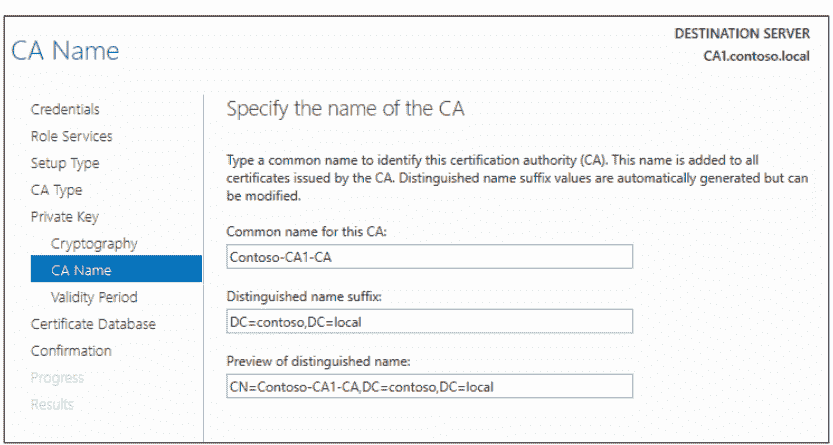 CA Name
DESTINATION SERVER
CA1.contoso.local
Credentials
Role Services
Setup Type
CA Type
Private Key
Cryptography
CA Name
Validity Period
Certificate Database
Confirmation
Progress
Results
Specify the name of the CA
Type a common name to identify this certification authority (CA). This name is added to all
certificates issued by the CA. Distinguished name suffix values are automatically generated but can
be modified.
Common name for this CA:
Contoso-CA1-CA
Distinguished name suffix:
DC=contoso,DC=local
Preview of distinguished name:
CN=Contoso-CA1-CA,DC=contoso,DC=local